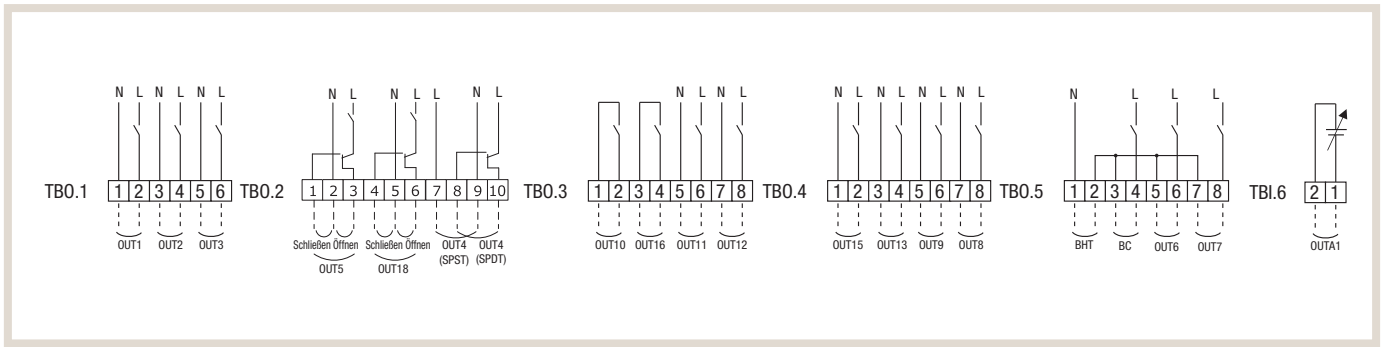 N L N L N L
N L N L L N L
N L N L
N L N L N L N L
N L L L
TBO.1 1 2 3 4 5 6
TBO.2 1 2 3 4 5 6 7 8 9 10
TBO.3 1 2 3 4 5 6 7 8
TBO.4 1 2 3 4 5 6 7 8
TBO.5 1 2 3 4 5 6 7 8
TBI.6 2 1
OUT1 OUT2 OUT3
Schließen Öffnen Schließen Öffnen OUT4 OUT4
(SPST) (SPDT)
OUT5 OUT18
OUT10 OUT16 OUT11 OUT12
OUT15 OUT13 OUT9 OUT8
BHT BC OUT6 OUT7
OUTA1